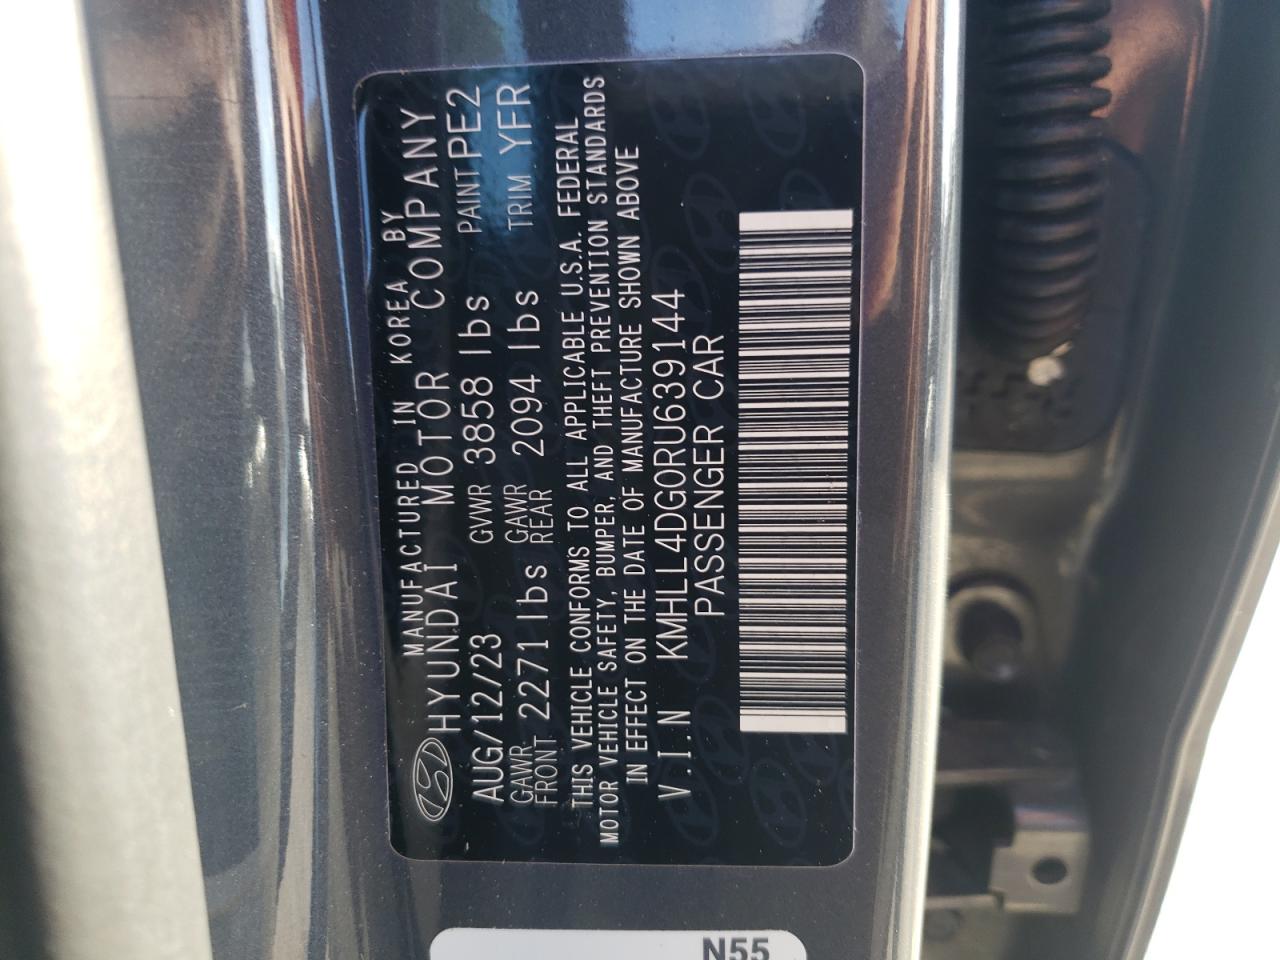 MANUFACTURED IN KOREA BY
HYUNDAI MOTOR COMPANY
AUG/12/23 GVWR 3858 lbs PAINT PE2
GAWR FRONT 2271 lbs GAWR REAR 2094 lbs TRIM YFR
THIS VEHICLE CONFORMS TO ALL APPLICABLE U.S.A. FEDERAL
MOTOR VEHICLE SAFETY, BUMPER, AND THEFT PREVENTION STANDARDS
IN EFFECT ON THE DATE OF MANUFACTURE SHOWN ABOVE
V.I.N KMHLL4DG0RU639144
PASSENGER CAR
N55